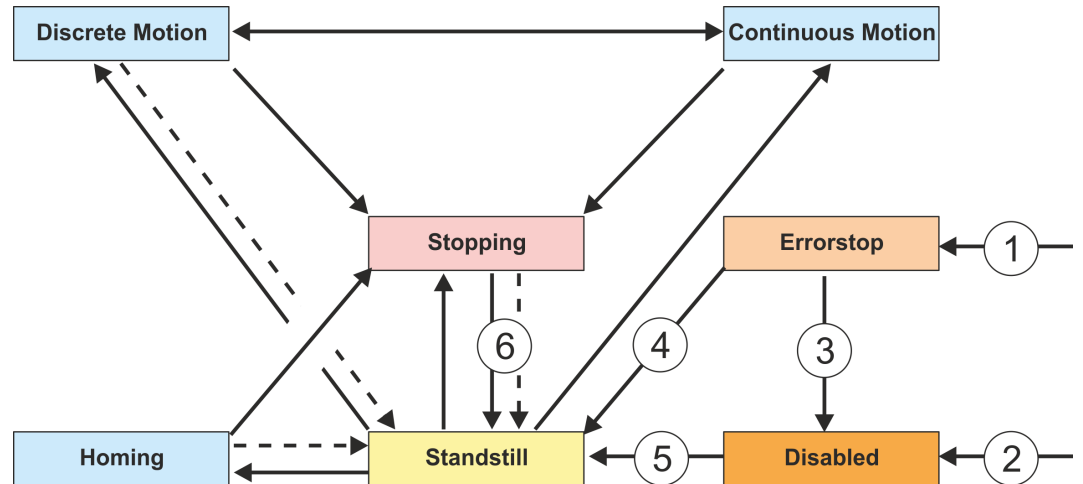 Discrete Motion
Continuous Motion
Stopping
Errorstop
1
6
4
3
Homing
Standstill
5
Disabled
2